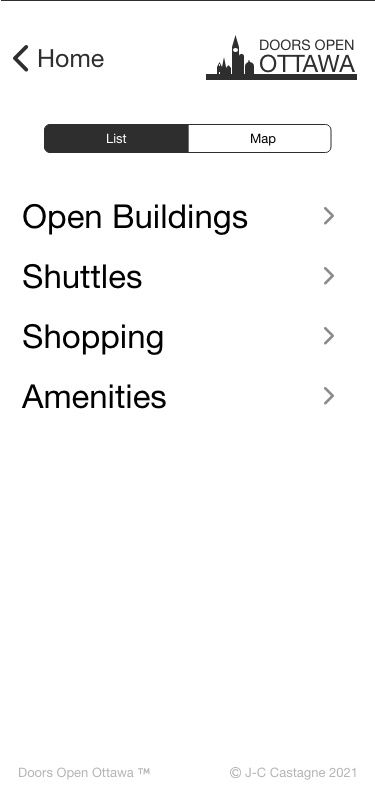 Home
DOORS OPEN
OTTAWA
List
Map
Open Buildings
Shuttles
Shopping
Amenities
Doors Open Ottawa ™
© J-C Castagne 2021